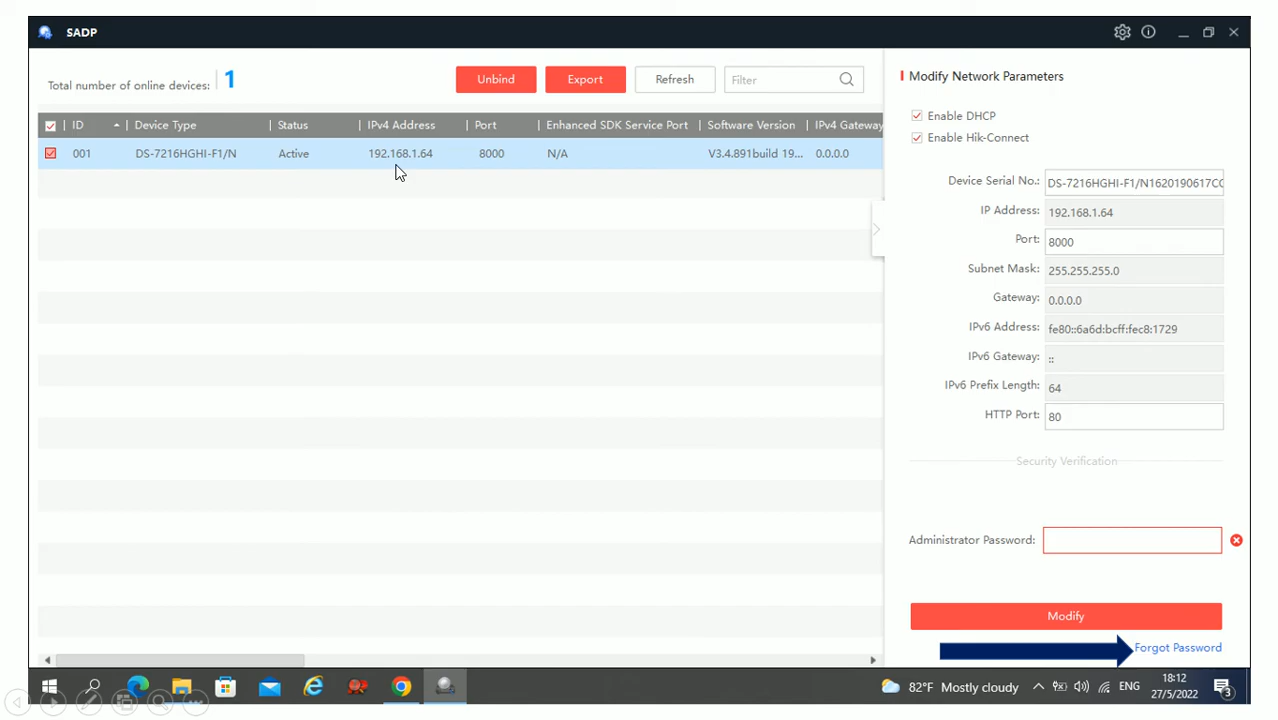 SADP
Total number of online devices: 1
Unbind
Export
Refresh
Filter
ID Device Type Status IPv4 Address Port Enhanced SDK Service Port Software Version IPv4 Gateway
001 DS-7216HGHI-F1/N Active 192.168.1.64 8000 N/A V3.4.891build 19... 0.0.0.0
Modify Network Parameters
Enable DHCP
Enable Hik-Connect
Device Serial No.: DS-7216HGHI-F1/N1620190617CC
IP Address: 192.168.1.64
Port: 8000
Subnet Mask: 255.255.255.0
Gateway: 0.0.0.0
IPv6 Address: fe80::6a6d:bcff:fec8:1729
IPv6 Gateway: ::
IPv6 Prefix Length: 64
HTTP Port: 80
Security Verification
Administrator Password:
Modify
Forgot Password
82°F Mostly cloudy
ENG
18:12
27/5/2022
3